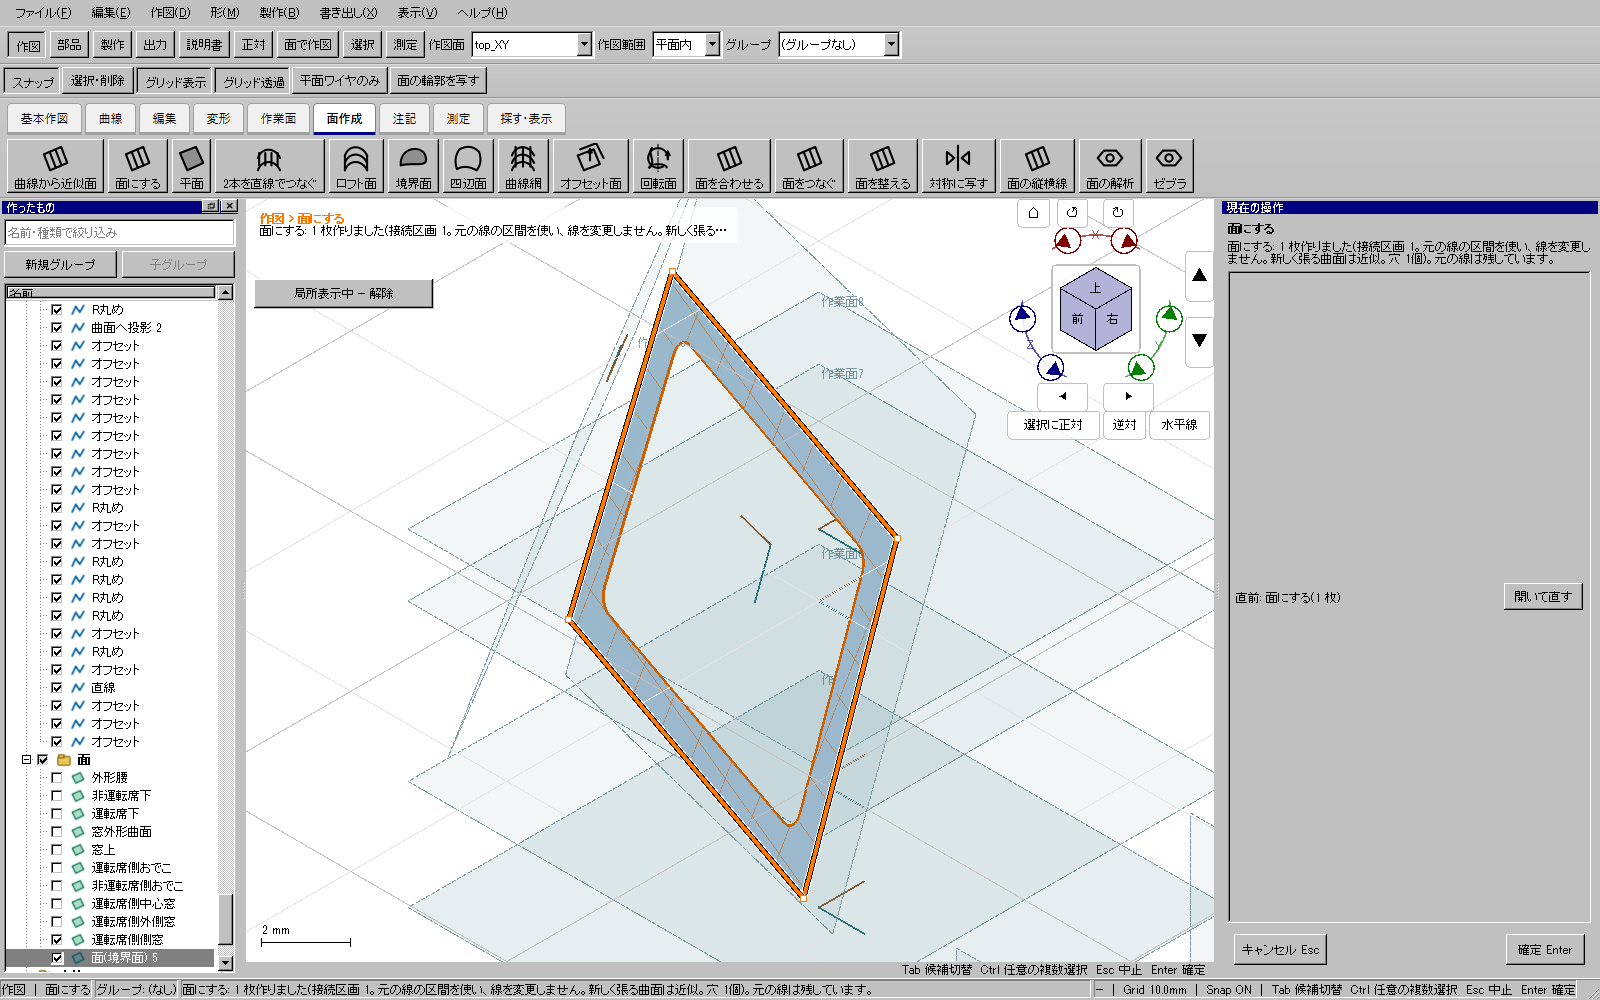 ファイル(F) 編集(E) 作図(D) 形(M) 製作(B) 書き出し(X) 表示(V) ヘルプ(H)
作図 部品 製作 出力 説明書 正対 面で作図 選択 測定 作図面 top_XY 作図範囲 平面内 グループ (グループなし)
スナップ 選択・削除 グリッド表示 グリッド透過 平面ワイヤのみ 面の輪郭を写す
基本作図 曲線 編集 変形 作業面 面作成 注記 測定 探す・表示
曲線から近似面 面にする 平面 2本を直線でつなぐ ロフト面 境界面 四辺面 曲線網 オフセット面 回転面 面を合わせる 面をつなぐ 面を整える 対称に写す 面の縦横線 面の解析 ゼブラ
作ったもの
名前・種類で絞り込み
新規グループ 子グループ
名前
R丸め
曲面へ投影 2
オフセット
オフセット
オフセット
オフセット
オフセット
オフセット
オフセット
オフセット
オフセット
R丸め
オフセット
オフセット
R丸め
R丸め
R丸め
R丸め
オフセット
R丸め
オフセット
直線
オフセット
オフセット
オフセット
面
外形腰
非運転席下
運転席下
窓外形曲面
窓上
運転席側おでこ
非運転席側おでこ
運転席側中心窓
運転席側外側窓
運転席側側窓
面(境界面) 5
作図 > 面にする
面にする: 1 枚作りました(接続区画 1。元の線の区間を使い、線を変更しません。新しく張る…
局所表示中 − 解除
作業面8
作業面7
作業面6
作
作
上
前 右
X
Z
Y
選択に正対 逆対 水平線
2 mm
Tab 候補切替 Ctrl 任意の複数選択 Esc 中止 Enter 確定
現在の操作
面にする
面にする: 1 枚作りました(接続区画 1。元の線の区間を使い、線を変更し
ません。新しく張る曲面は近似。穴 1個)。元の線は残しています。
直前: 面にする(1 枚) 開いて直す
キャンセル Esc 確定 Enter
作図 | 面にする グループ: (なし) 面にする: 1 枚作りました(接続区画 1。元の線の区間を使い、線を変更しません。新しく張る曲面は近似。穴 1個)。元の線は残しています。 − | Grid 10.0mm | Snap ON | Tab 候補切替 Ctrl 任意の複数選択 Esc 中止 Enter 確定